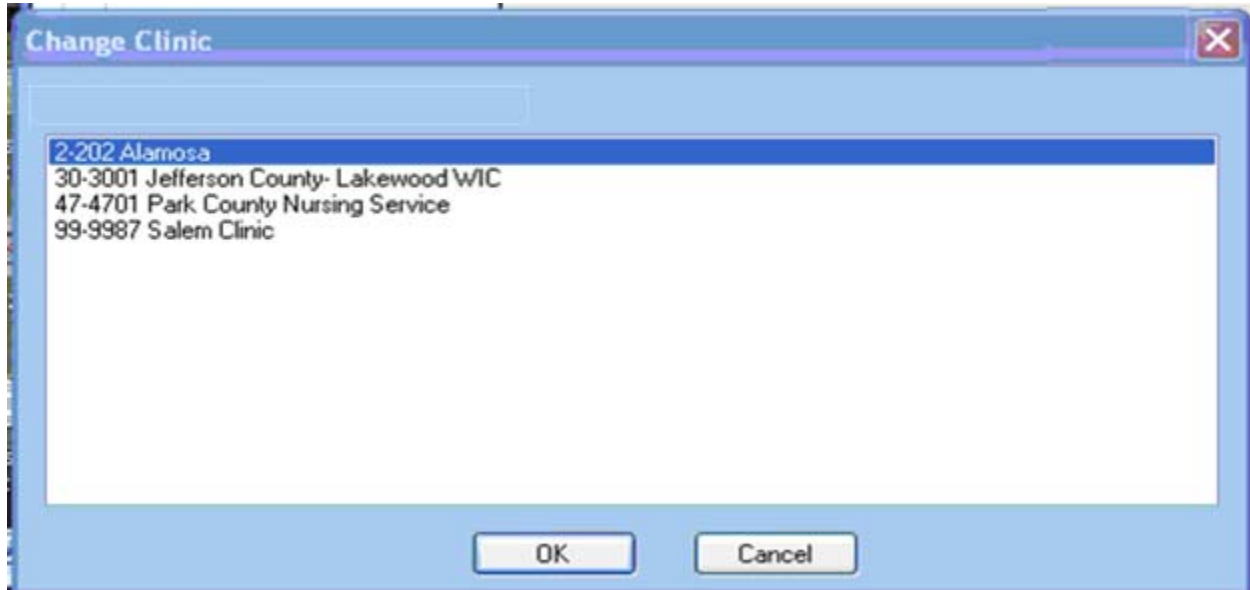 Change Clinic
2-202 Alamosa
30-3001 Jefferson County- Lakewood WIC
47-4701 Park County Nursing Service
99-9987 Salem Clinic
OK Cancel